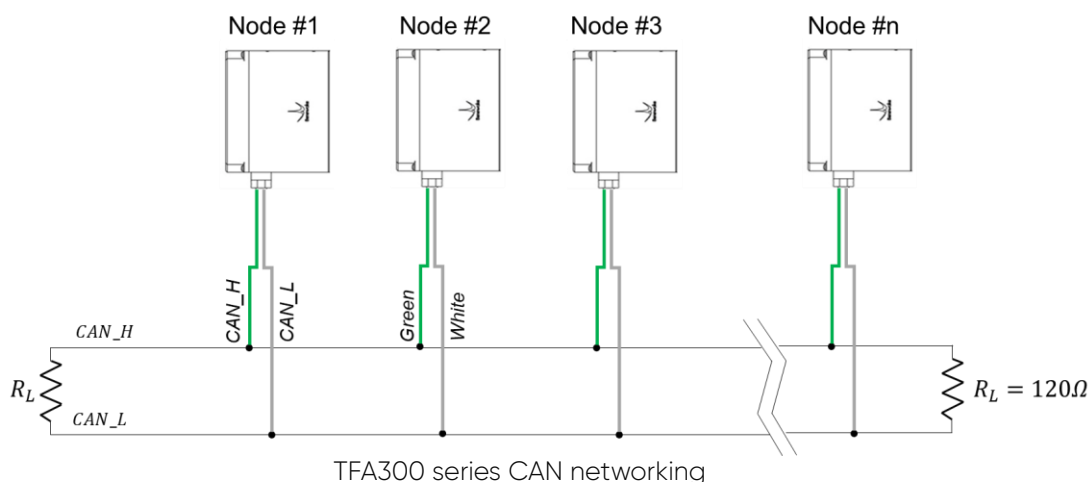 Node #1 Node #2 Node #3 Node #n
CAN_H CAN_L Green White
CAN_H
R_L R_L = 120Ω
CAN_L
TFA300 series CAN networking